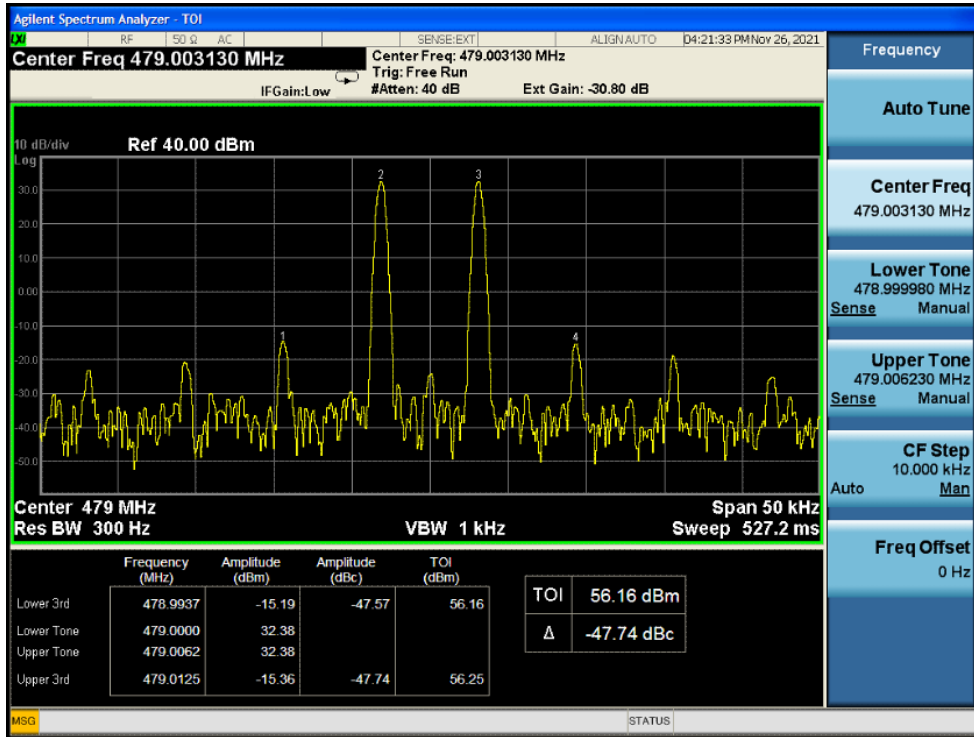 Agilent Spectrum Analyzer - TOI
LXI RF 50 Ω AC SENSE:EXT ALIGN AUTO 04:21:33 PM Nov 26, 2021
Center Freq 479.003130 MHz
Center Freq: 479.003130 MHz
Trig: Free Run
IFGain:Low #Atten: 40 dB Ext Gain: -30.80 dB
10 dB/div Ref 40.00 dBm
Log
2 3
30.0
20.0
10.0
0.00
-10.0
1 4
-20.0
-30.0
-40.0
-50.0
Center 479 MHz Span 50 kHz
Res BW 300 Hz VBW 1 kHz Sweep 527.2 ms
Frequency Amplitude Amplitude TOI
(MHz) (dBm) (dBc) (dBm)
Lower 3rd 478.9937 -15.19 -47.57 56.16
Lower Tone 479.0000 32.38
Upper Tone 479.0062 32.38
Upper 3rd 479.0125 -15.36 -47.74 56.25
TOI 56.16 dBm
Δ -47.74 dBc
Frequency
Auto Tune
Center Freq
479.003130 MHz
Lower Tone
478.999980 MHz
Sense Manual
Upper Tone
479.006230 MHz
Sense Manual
CF Step
10.000 kHz
Auto Man
Freq Offset
0 Hz
MSG STATUS